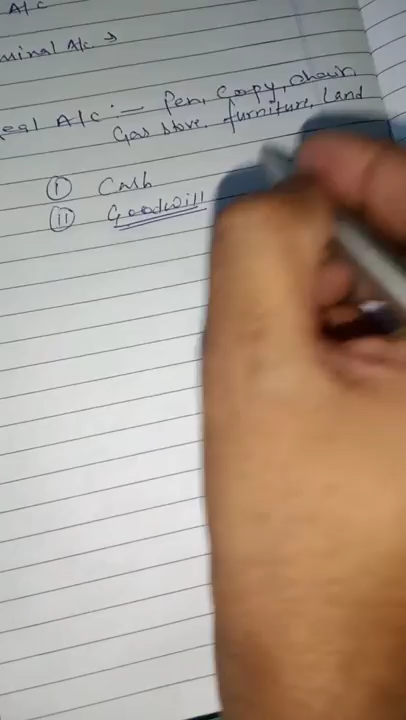 A/c
minal A/c →
eal A/c :- Pen, Copy, chair,
Gas stove, furniture, Land
(i) Cash
(ii) Goodwill